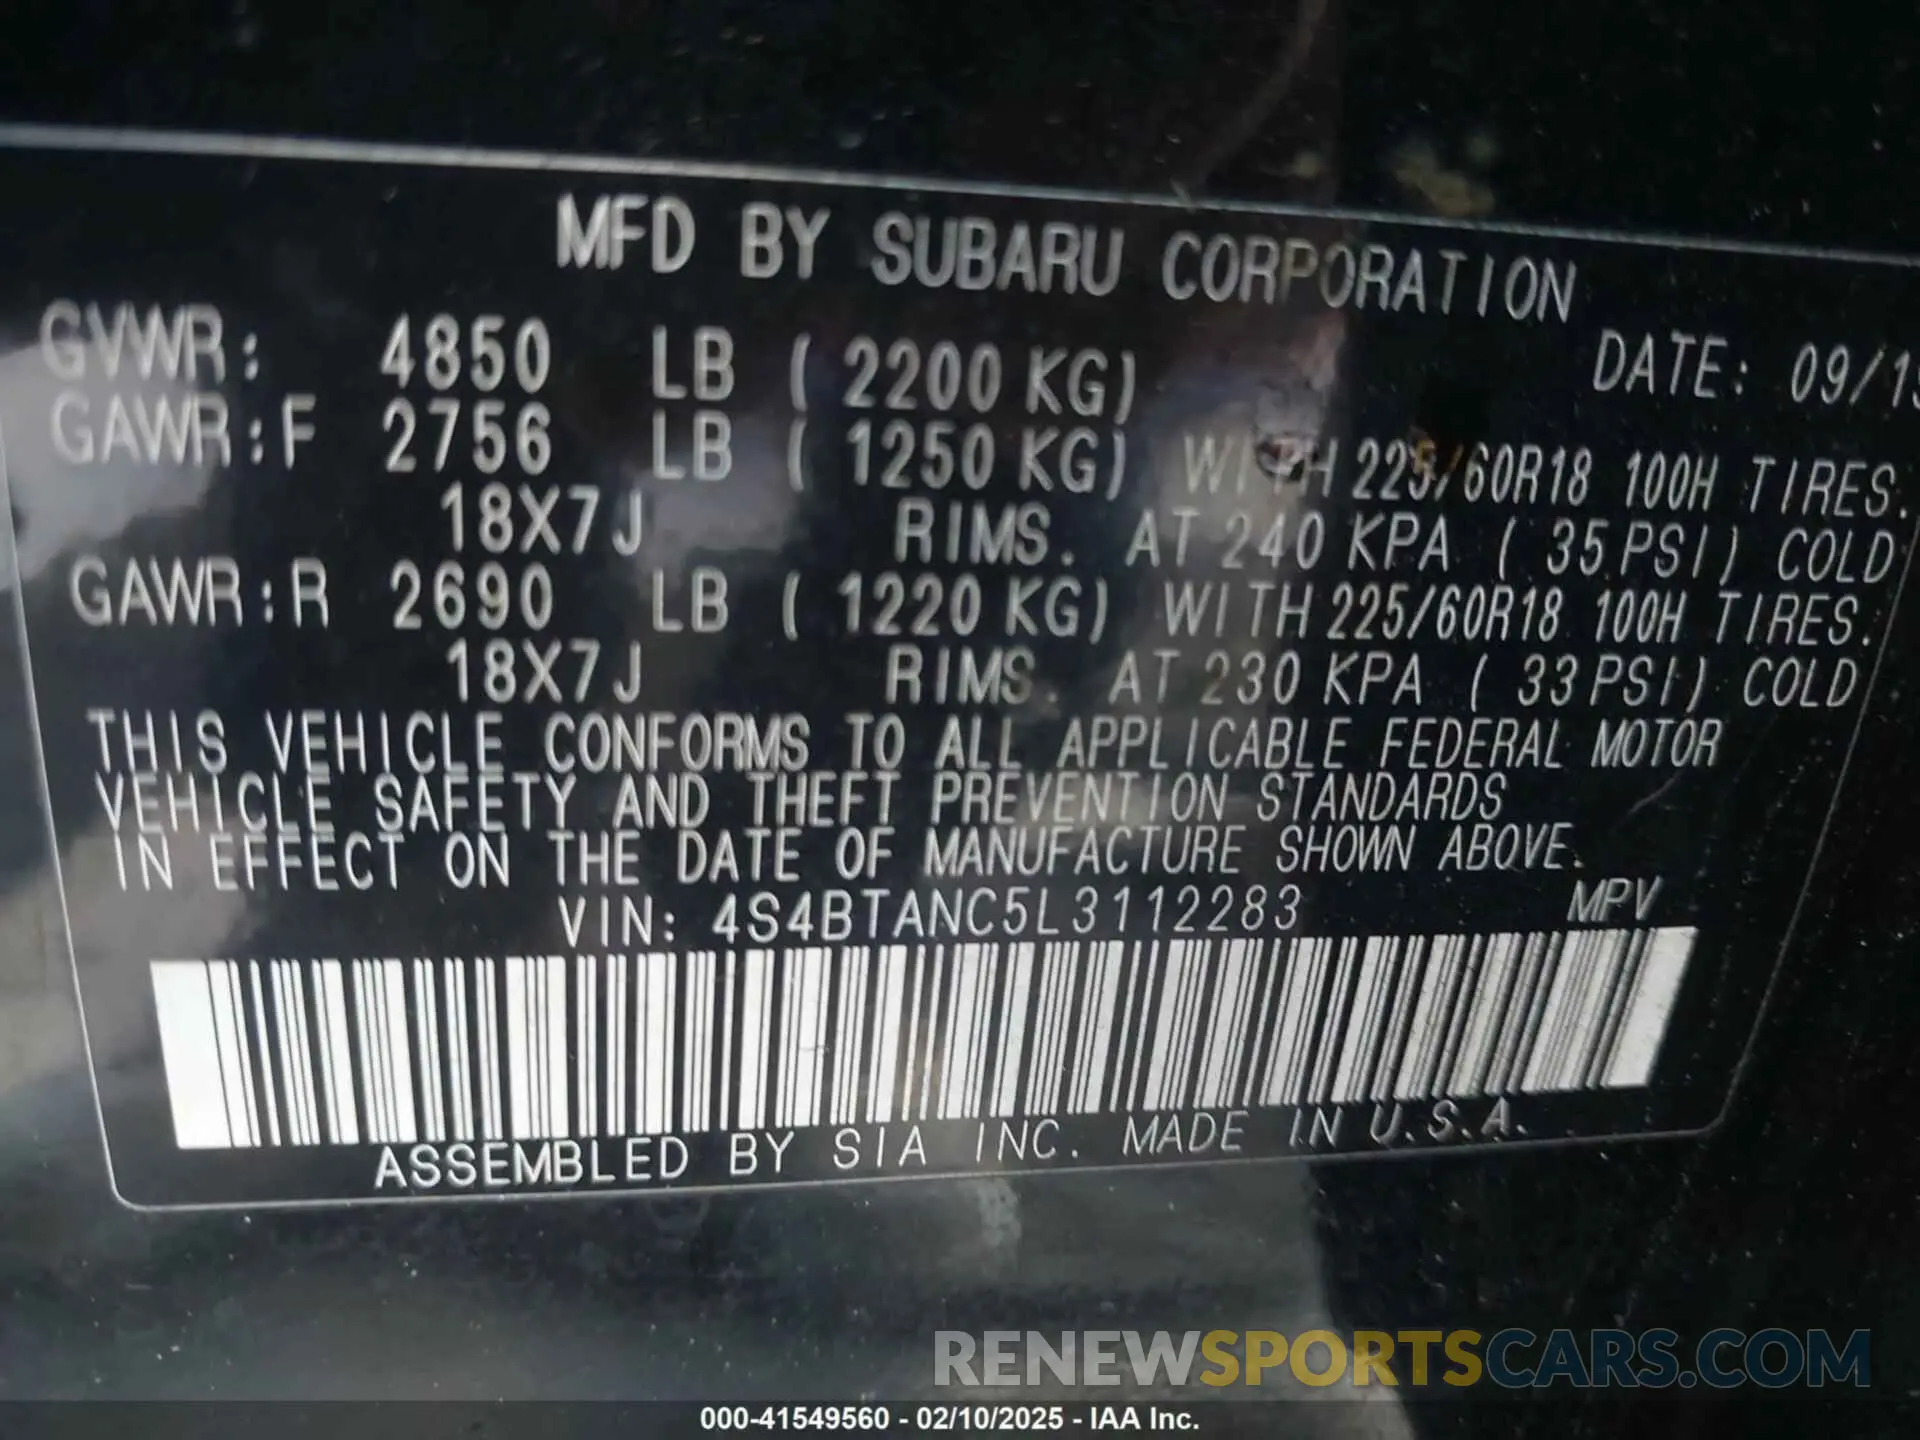 MFD BY SUBARU CORPORATION
GVWR: 4850 LB ( 2200 KG) DATE: 09/19
GAWR:F 2756 LB ( 1250 KG) WITH 225/60R18 100H TIRES.
18X7J RIMS. AT 240 KPA ( 35 PSI) COLD
GAWR:R 2690 LB ( 1220 KG) WITH 225/60R18 100H TIRES.
18X7J RIMS. AT 230 KPA ( 33 PSI) COLD
THIS VEHICLE CONFORMS TO ALL APPLICABLE FEDERAL MOTOR
VEHICLE SAFETY AND THEFT PREVENTION STANDARDS
IN EFFECT ON THE DATE OF MANUFACTURE SHOWN ABOVE.
VIN: 4S4BTANC5L3112283 MPV
ASSEMBLED BY SIA INC. MADE IN U.S.A.
RENEWSPORTSCARS.COM
000-41549560 - 02/10/2025 - IAA Inc.